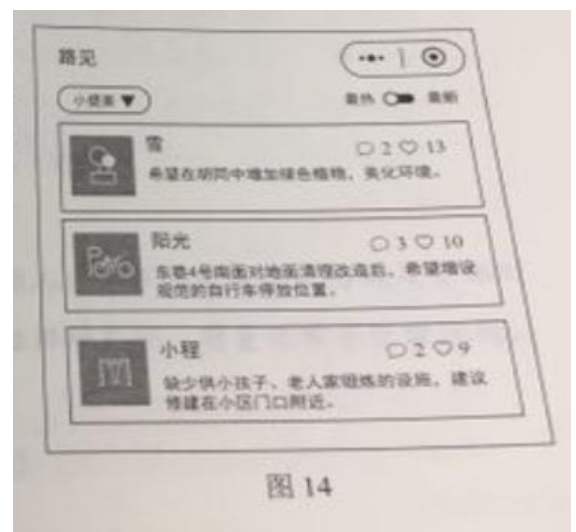 路见
小提案 ▼
最热 最新
雪 2 13
希望在胡同中增加绿色植物，美化环境。
阳光 3 10
东巷4号南面对地面清理改造后，希望增设
规范的自行车停放位置。
小程 2 9
缺少供小孩子、老人家锻炼的设施，建议
修建在小区门口附近。
图 14